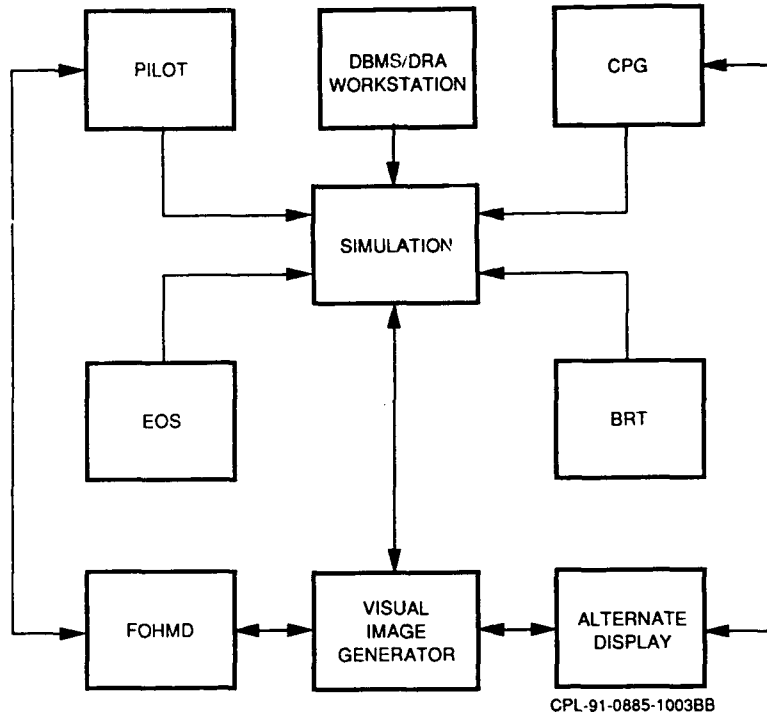 PILOT
DBMS/DRA
WORKSTATION
CPG
SIMULATION
EOS
BRT
FOHMD
VISUAL
IMAGE
GENERATOR
ALTERNATE
DISPLAY
CPL-91-0885-1003BB